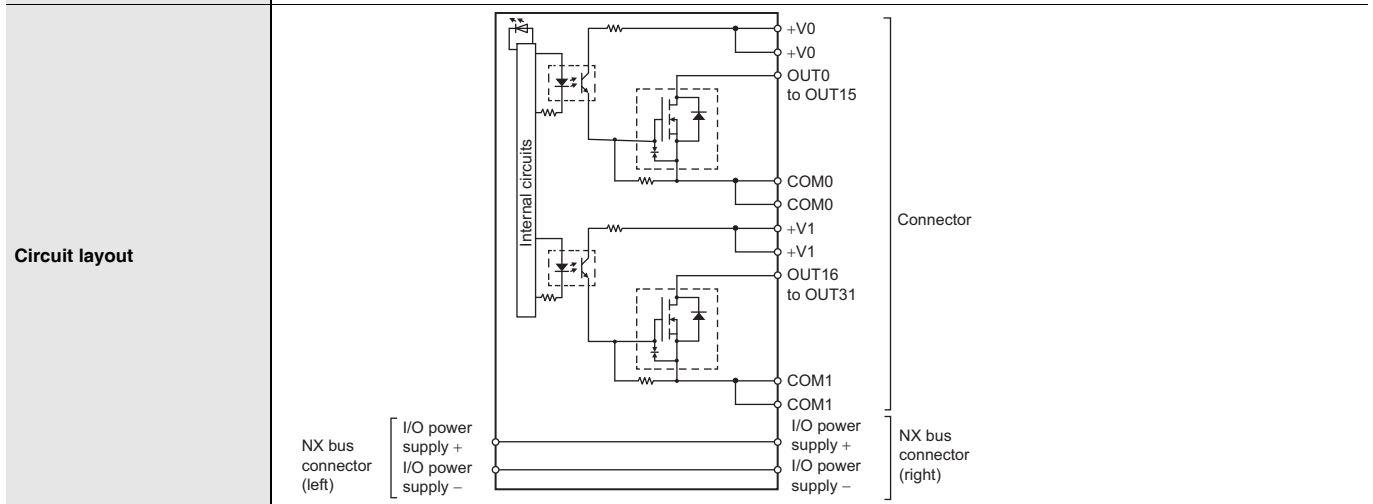 Circuit layout
Internal circuits
+V0
+V0
OUT0
to OUT15
COM0
COM0
+V1
+V1
OUT16
to OUT31
COM1
COM1
Connector
NX bus
connector
(left)
I/O power
supply +
I/O power
supply −
I/O power
supply +
I/O power
supply −
NX bus
connector
(right)